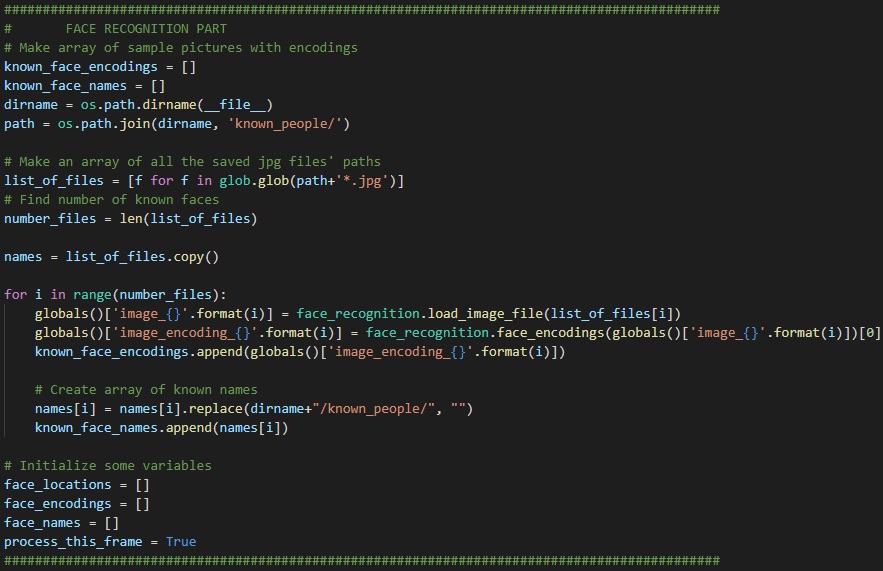 #############################################################################################
#       FACE RECOGNITION PART
# Make array of sample pictures with encodings
known_face_encodings = []
known_face_names = []
dirname = os.path.dirname(__file__)
path = os.path.join(dirname, 'known_people/')

# Make an array of all the saved jpg files' paths
list_of_files = [f for f in glob.glob(path+'*.jpg')]
# Find number of known faces
number_files = len(list_of_files)

names = list_of_files.copy()

for i in range(number_files):
    globals()['image_{}'.format(i)] = face_recognition.load_image_file(list_of_files[i])
    globals()['image_encoding_{}'.format(i)] = face_recognition.face_encodings(globals()['image_{}'.format(i)])[0]
    known_face_encodings.append(globals()['image_encoding_{}'.format(i)])

    # Create array of known names
    names[i] = names[i].replace(dirname+"/known_people/", "")
    known_face_names.append(names[i])

# Initialize some variables
face_locations = []
face_encodings = []
face_names = []
process_this_frame = True
#############################################################################################